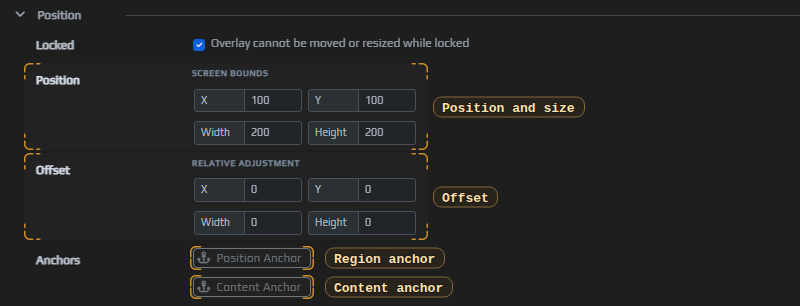 Position
Locked
Overlay cannot be moved or resized while locked
Position
SCREEN BOUNDS
X 100 Y 100
Width 200 Height 200
Position and size
Offset
RELATIVE ADJUSTMENT
X 0 Y 0
Width 0 Height 0
Offset
Anchors
Position Anchor
Region anchor
Content Anchor
Content anchor